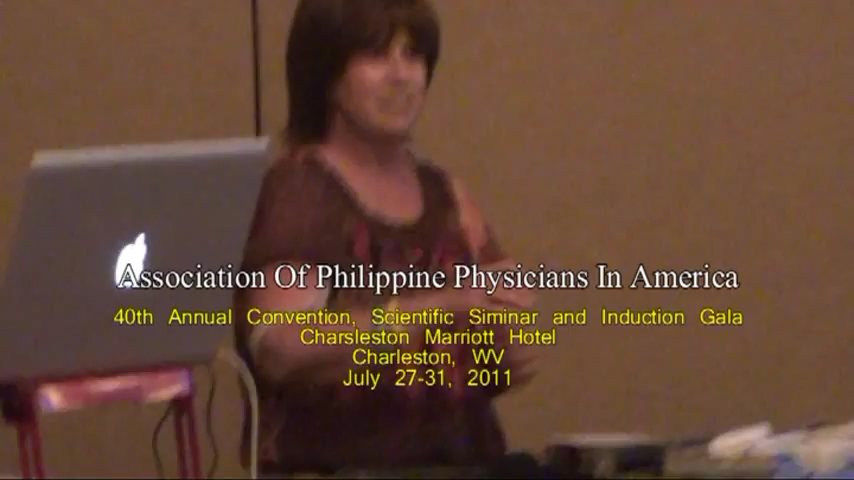 Association Of Philippine Physicians In America
40th Annual Convention, Scientific Siminar and Induction Gala
Charsleston Marriott Hotel
Charleston, WV
July 27-31, 2011